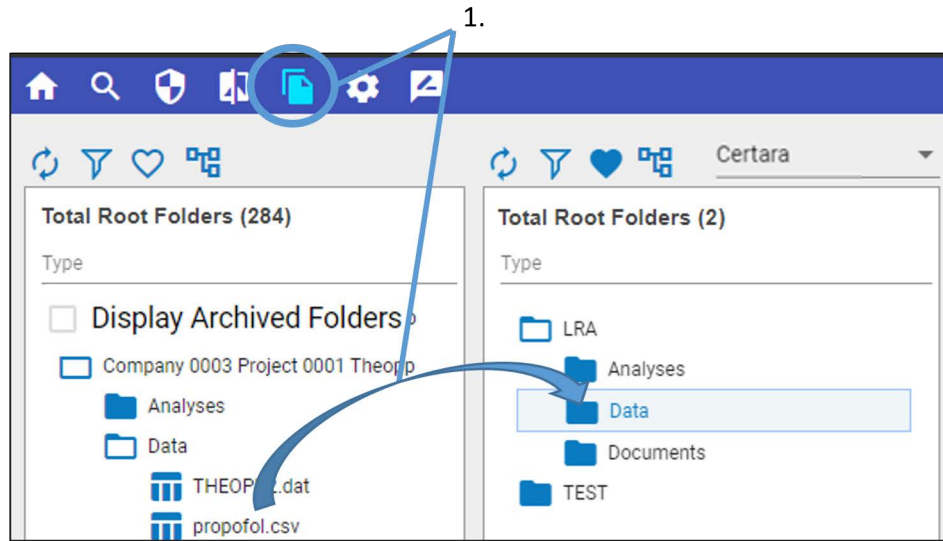 1.
Certara
Total Root Folders (284)
Type
Display Archived Folders
Company 0003 Project 0001 Theopp
Analyses
Data
propofol.csv
Total Root Folders (2)
Type
LRA
Analyses
Data
Documents
TEST